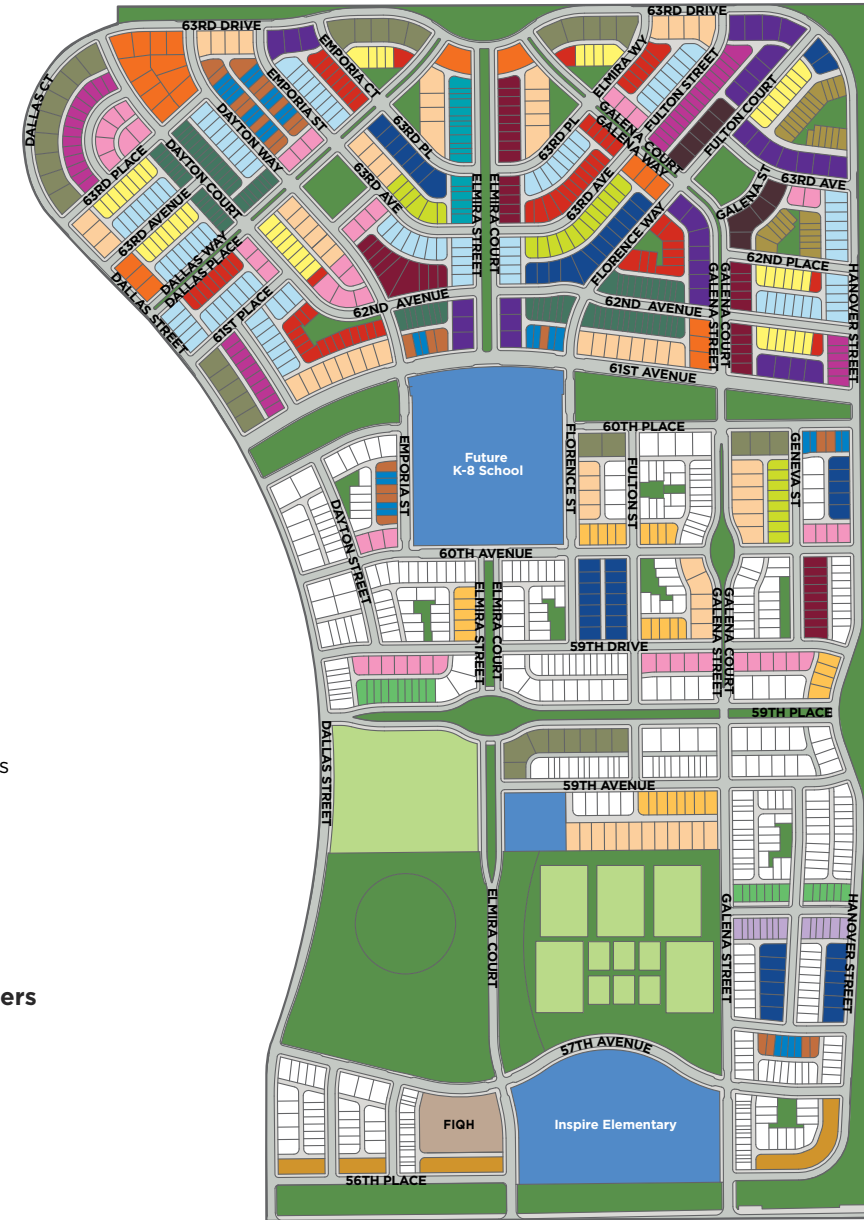 63RD DRIVE
63RD DRIVE
DALLAS CT
EMPORIA CT
EMPORIA ST
ELMIRA WY
FULTON STREET
FULTON COURT
DAYTON WAY
63RD PL
63RD PL
GALENA COURT
GALENA WAY
63RD PLACE
DAYTON COURT
63RD AVE
63RD AVE
63RD AVE
GALENA ST
63RD AVENUE
ELMIRA STREET
ELMIRA COURT
FLORENCE WAY
DALLAS WAY
DALLAS PLACE
DALLAS STREET
62ND PLACE
GALENA STREET
GALENA COURT
HANOVER STREET
61ST PLACE
62ND AVENUE
62ND AVENUE
61ST AVENUE
60TH PLACE
EMPORIA ST
Future
K-8 School
FLORENCE ST
FULTON ST
GENEVA ST
DAYTON STREET
60TH AVENUE
ELMIRA STREET
ELMIRA COURT
GALENA STREET
GALENA COURT
59TH DRIVE
59TH PLACE
DALLAS STREET
s
59TH AVENUE
ELMIRA COURT
GALENA STREET
HANOVER STREET
ers
57TH AVENUE
FIQH
Inspire Elementary
56TH PLACE